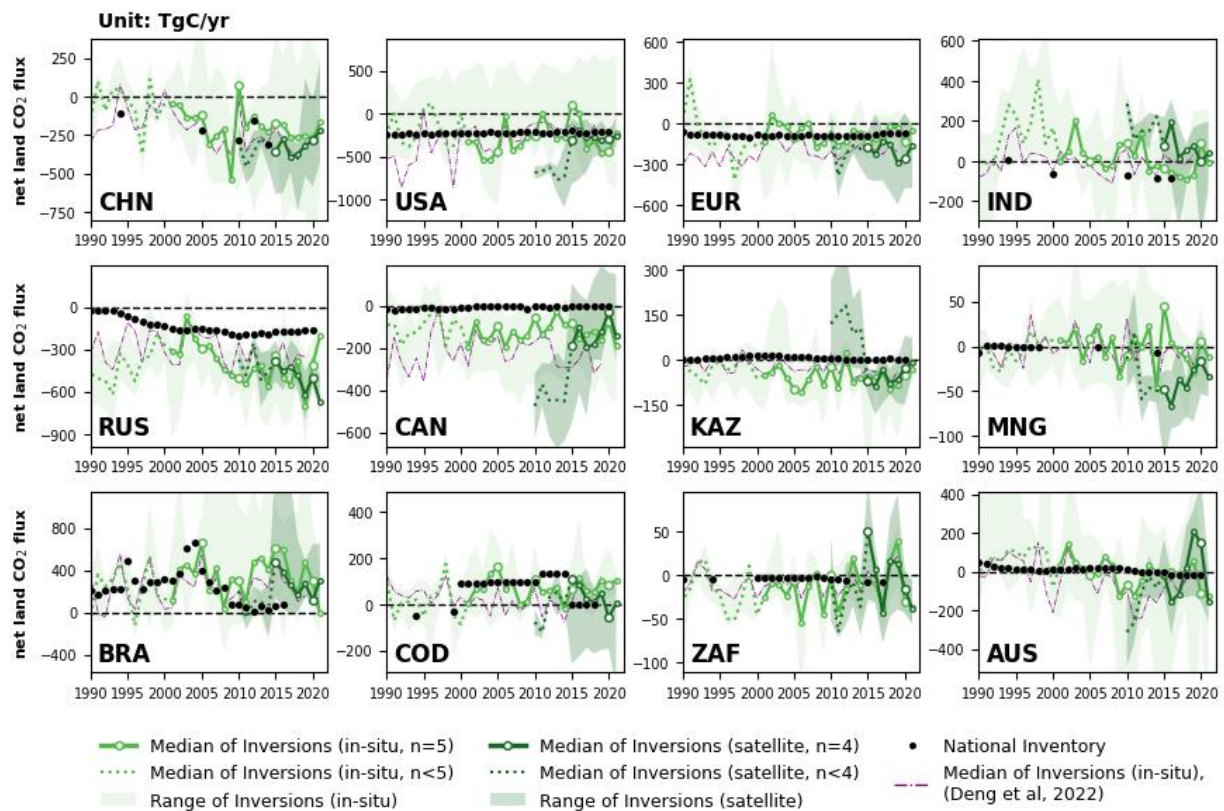 Unit: TgC/yr
net land CO₂ flux
250
0
−250
−500
−750
CHN
1990 1995 2000 2005 2010 2015 2020
500
0
−500
−1000
USA
1990 1995 2000 2005 2010 2015 2020
600
300
0
−300
−600
EUR
1990 1995 2000 2005 2010 2015 2020
600
400
200
0
−200
IND
1990 1995 2000 2005 2010 2015 2020
net land CO₂ flux
0
−300
−600
−900
RUS
1990 1995 2000 2005 2010 2015 2020
0
−200
−400
−600
CAN
1990 1995 2000 2005 2010 2015 2020
300
150
0
−150
KAZ
1990 1995 2000 2005 2010 2015 2020
50
0
−50
−100
MNG
1990 1995 2000 2005 2010 2015 2020
net land CO₂ flux
800
400
0
−400
BRA
1990 1995 2000 2005 2010 2015 2020
400
200
0
−200
COD
1990 1995 2000 2005 2010 2015 2020
50
0
−50
−100
ZAF
1990 1995 2000 2005 2010 2015 2020
400
200
0
−200
−400
AUS
1990 1995 2000 2005 2010 2015 2020
Median of Inversions (in-situ, n=5)
Median of Inversions (in-situ, n<5)
Range of Inversions (in-situ)
Median of Inversions (satellite, n=4)
Median of Inversions (satellite, n<4)
Range of Inversions (satellite)
National Inventory
Median of Inversions (in-situ),
(Deng et al, 2022)